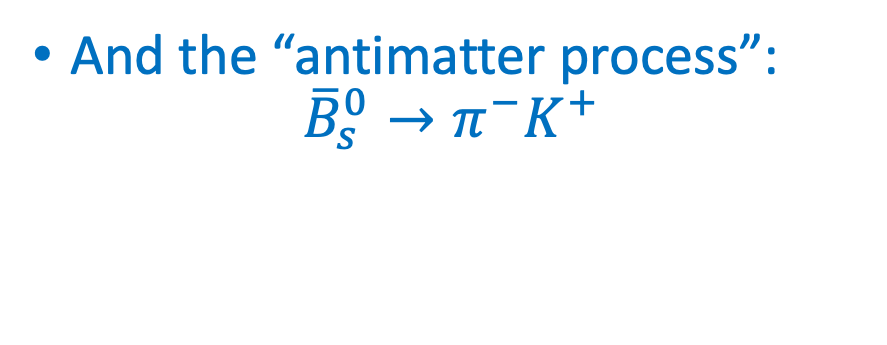 • And the “antimatter process”:
B̄⁰ₛ → π⁻K⁺